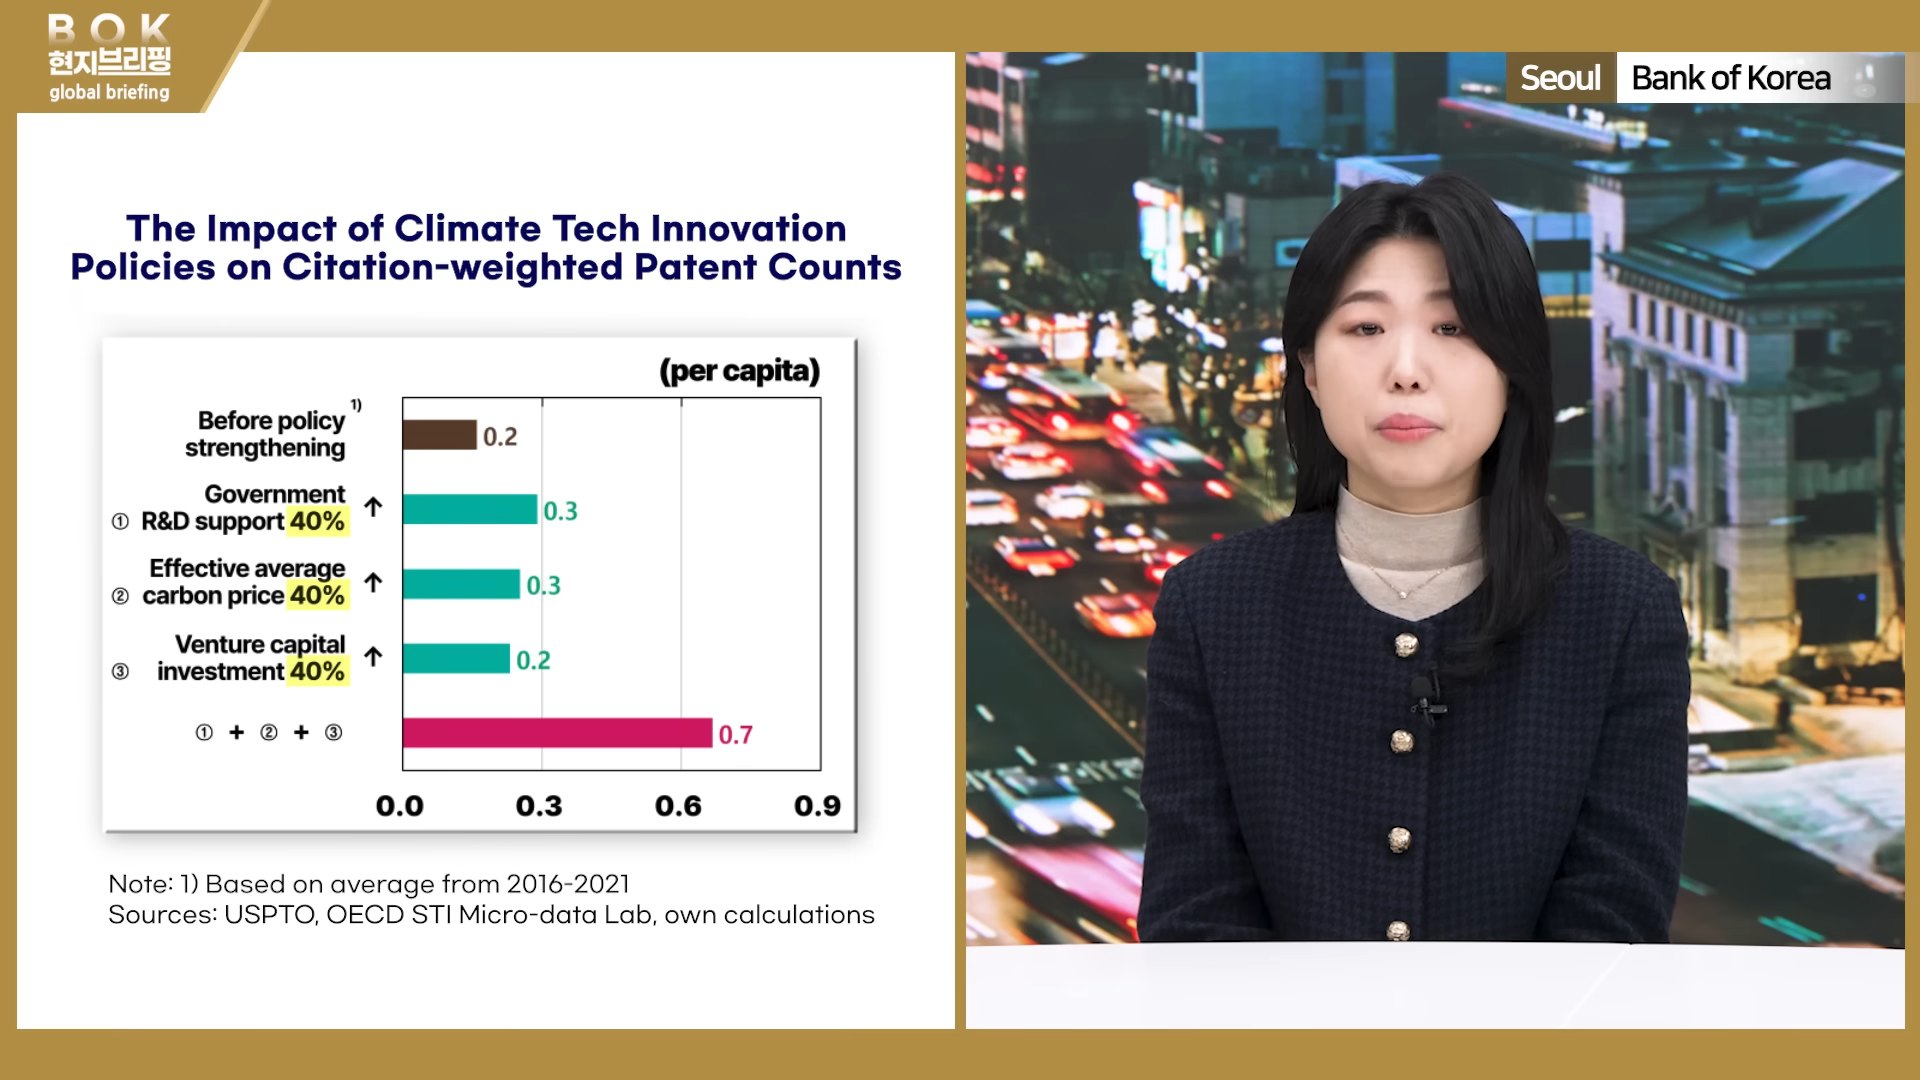 BOK
현지브리핑
global briefing
Seoul Bank of Korea
The Impact of Climate Tech Innovation
Policies on Citation-weighted Patent Counts
(per capita)
Before policy 1)
strengthening
0.2
Government
① R&D support 40% ↑
0.3
Effective average
② carbon price 40% ↑
0.3
Venture capital
③ investment 40% ↑
0.2
① + ② + ③
0.7
0.0 0.3 0.6 0.9
Note: 1) Based on average from 2016-2021
Sources: USPTO, OECD STI Micro-data Lab, own calculations